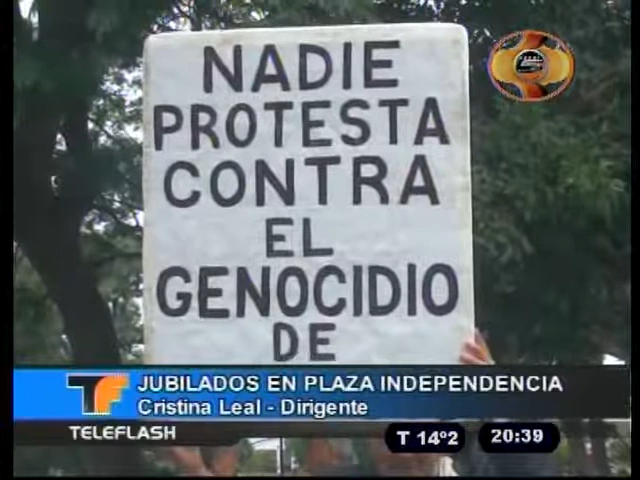 NADIE
PROTESTA
CONTRA
EL
GENOCIDIO
DE
JUBILADOS EN PLAZA INDEPENDENCIA
Cristina Leal - Dirigente
TELEFLASH
T 14º2
20:39